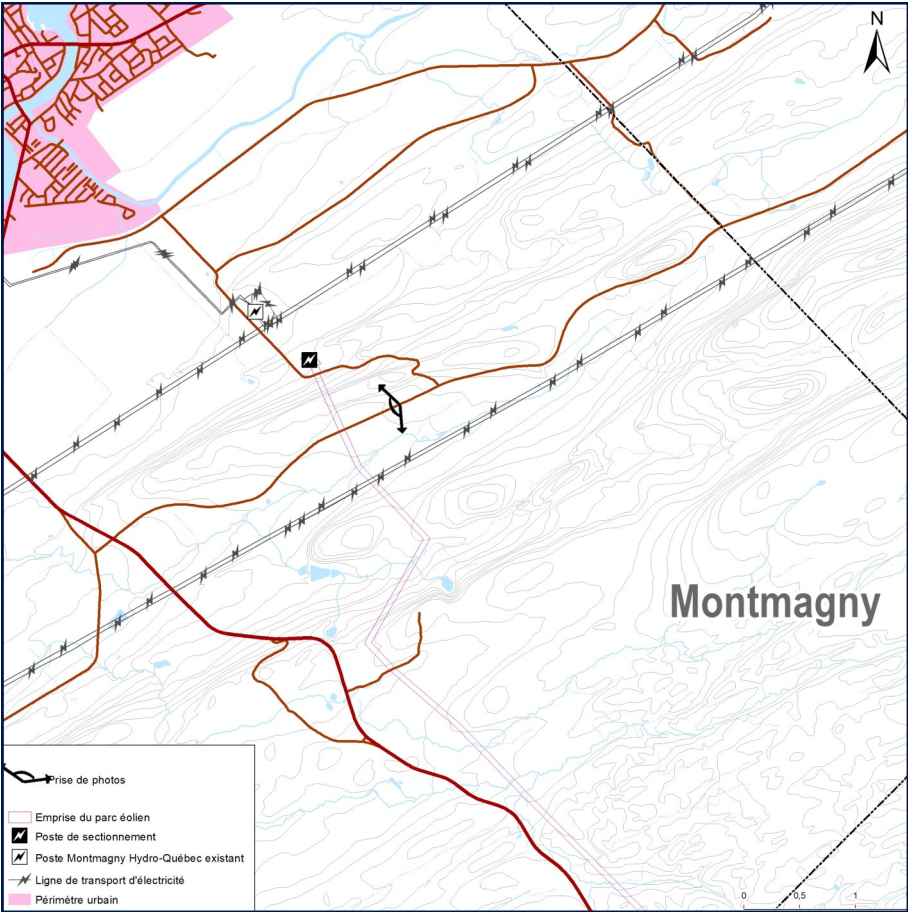 N
Montmagny
Prise de photos
Emprise du parc éolien
Poste de sectionnement
Poste Montmagny Hydro-Québec existant
Ligne de transport d'électricité
Périmètre urbain
0 0,5 1